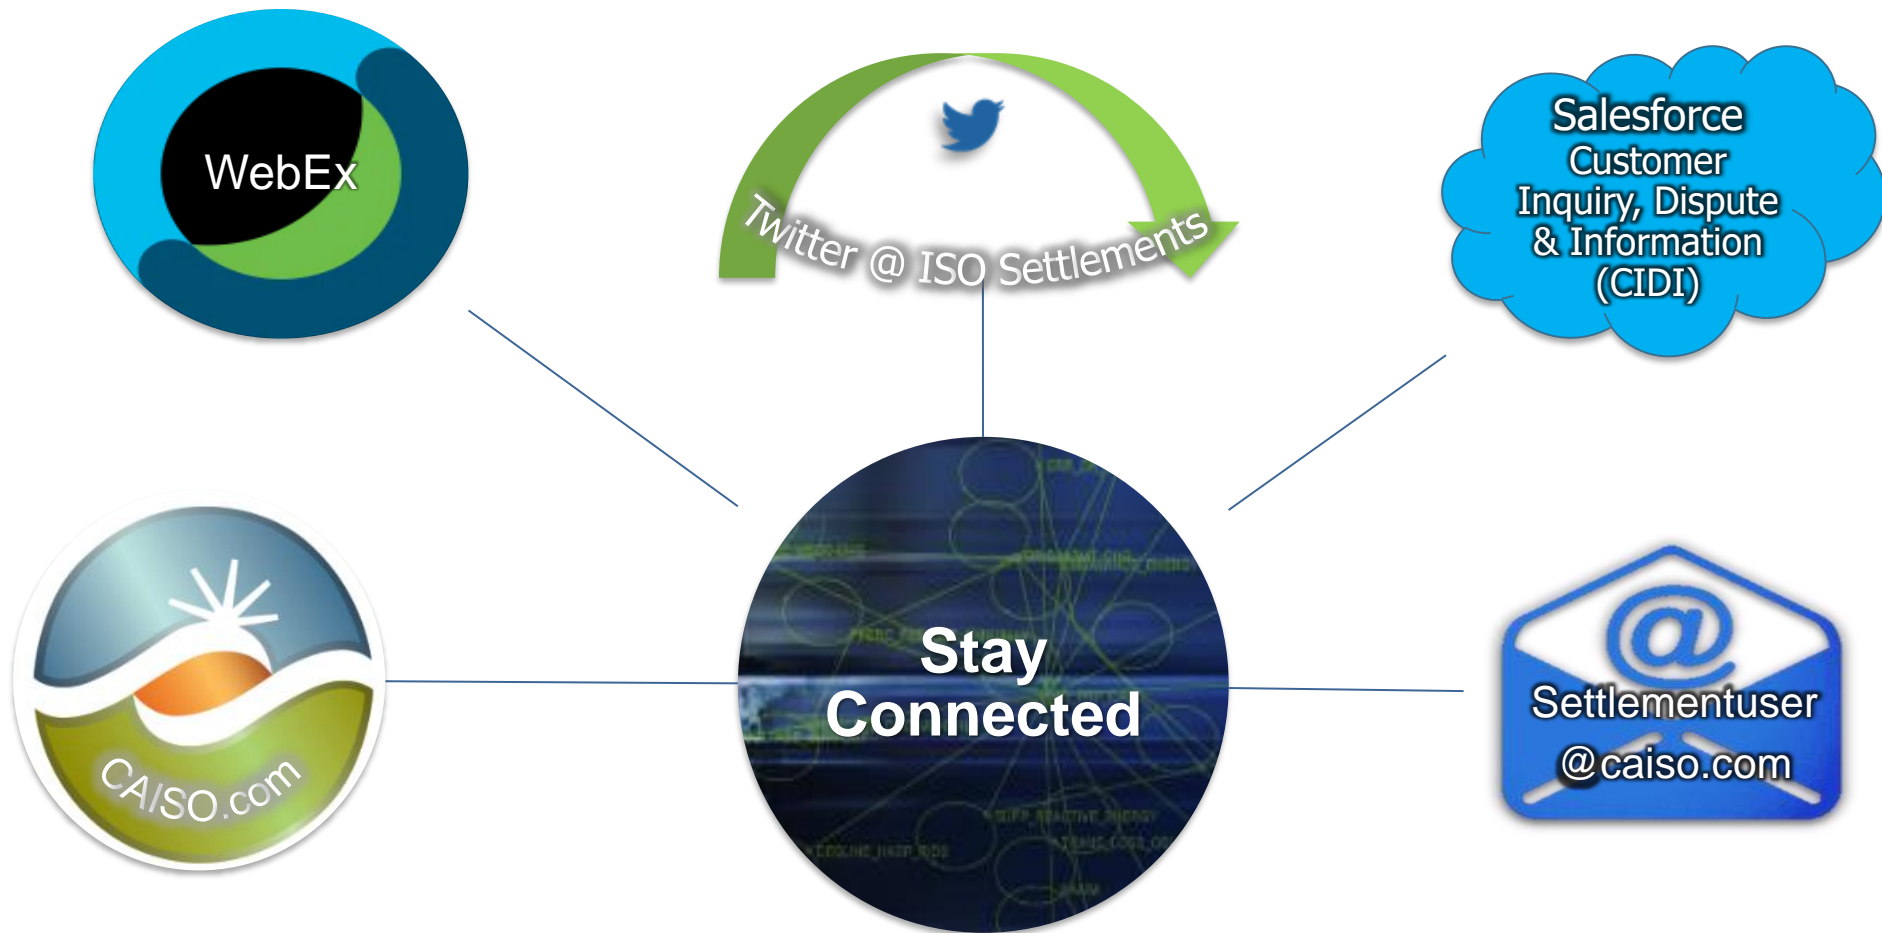 WebEx
Twitter @ ISO Settlements
Salesforce
Customer
Inquiry, Dispute
& Information
(CIDI)
CAISO.com
Stay
Connected
Settlementuser
@caiso.com